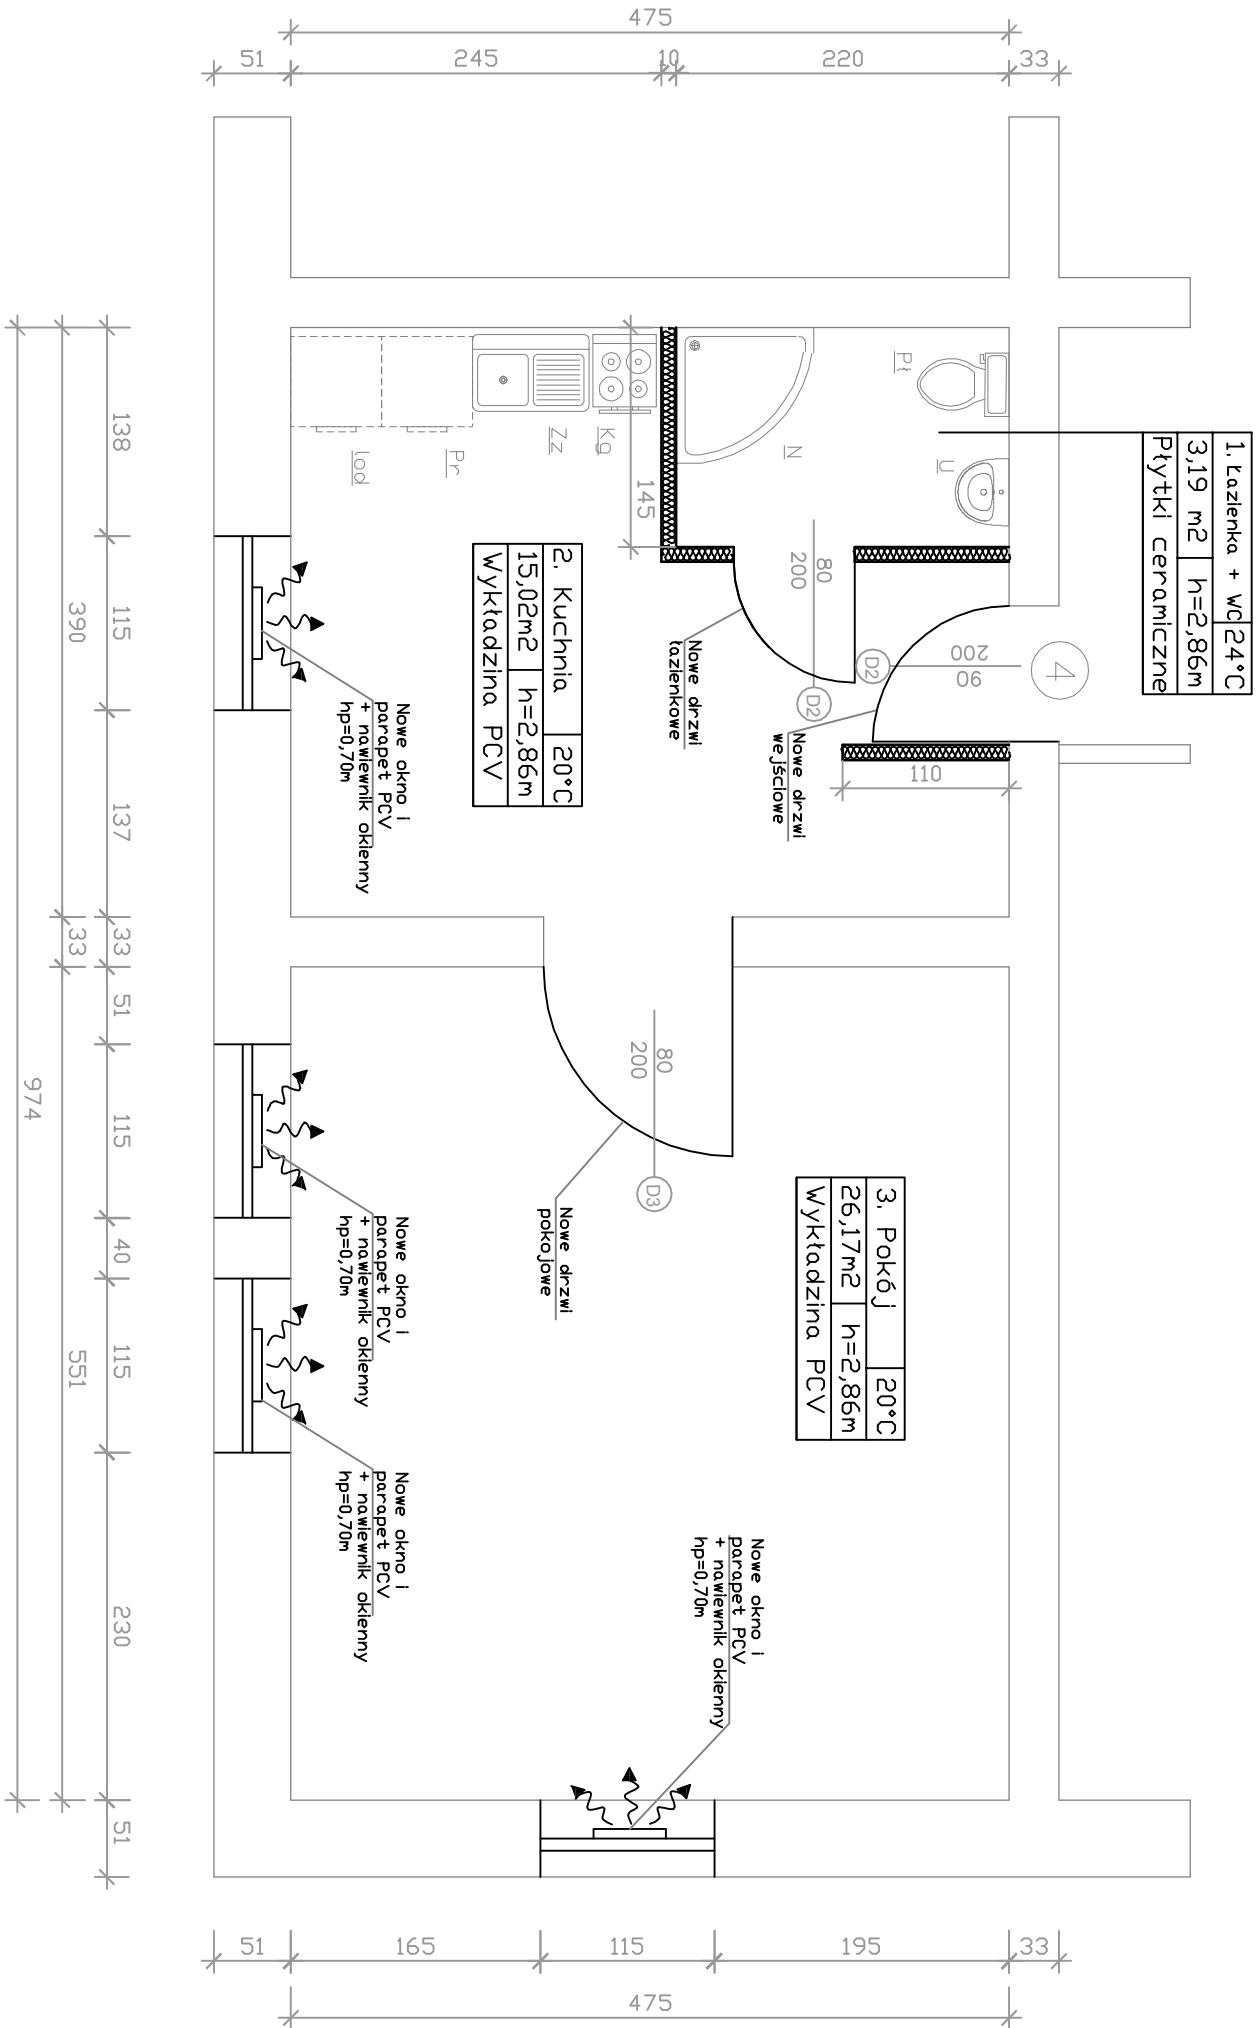 475
51
245
10
220
33
1. Łazienka + WC 24°C
3,19 m2 h=2,86m
Płytki ceramiczne
Pł
U
N
Kg
Zz
Pr
lod
145
80
200
D2
90
200
D2
4
110
Nowe drzwi
łazienkowe
Nowe drzwi
wejściowe
2. Kuchnia 20°C
15,02m2 h=2,86m
Wykładzina PCV
Nowe okno i
parapet PCV
+ nawiewnik okienny
hp=0,70m
80
200
D3
Nowe drzwi
pokojowe
3. Pokój 20°C
26,17m2 h=2,86m
Wykładzina PCV
Nowe okno i
parapet PCV
+ nawiewnik okienny
hp=0,70m
Nowe okno i
parapet PCV
+ nawiewnik okienny
hp=0,70m
Nowe okno i
parapet PCV
+ nawiewnik okienny
hp=0,70m
138
115
137
33
51
115
40
115
230
51
390
33
551
974
51
165
115
195
33
475